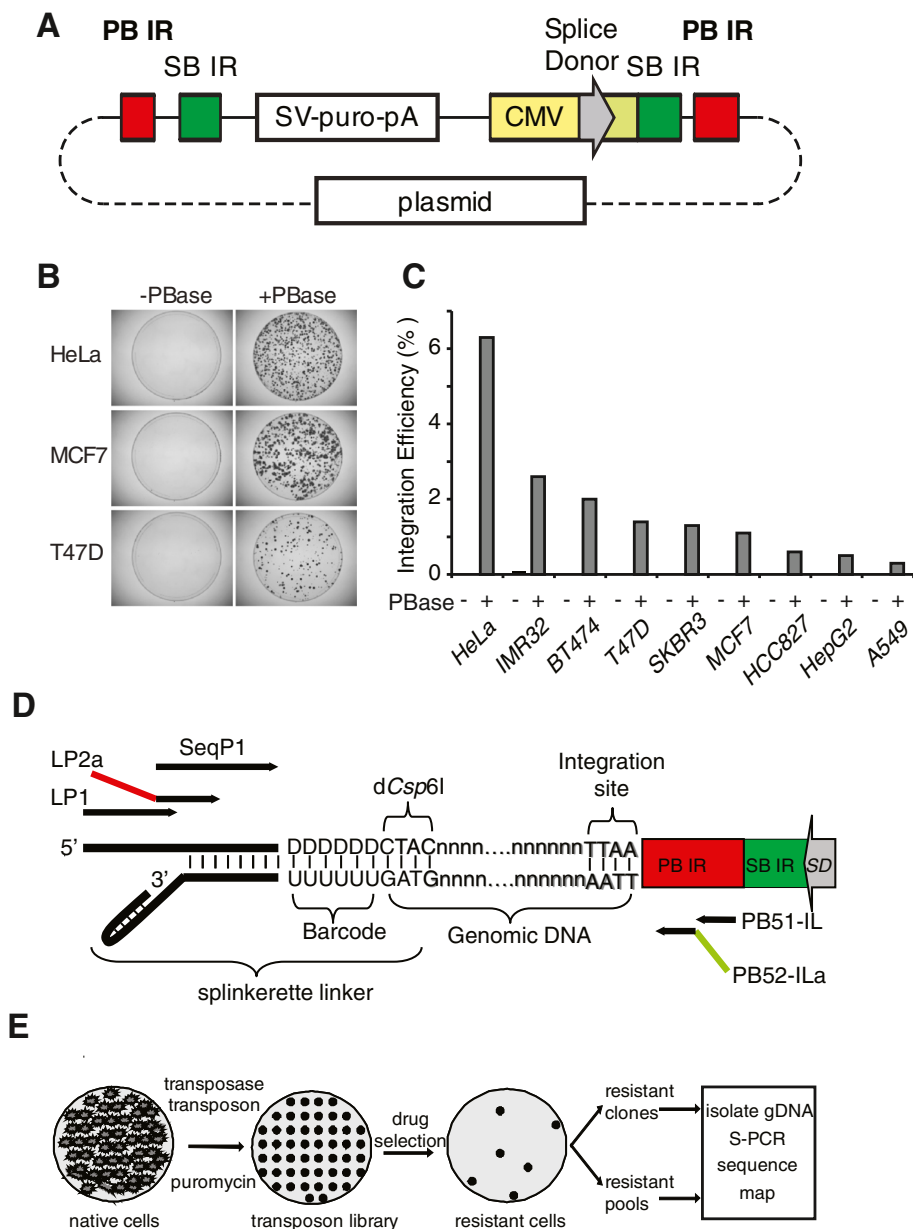 A
PB IR
SB IR
Splice
Donor
SB IR
PB IR
SV-puro-pA
CMV
plasmid
B
-PBase
+PBase
HeLa
MCF7
T47D
C
Integration Efficiency (%)
6
4
2
0
PBase
- + - + - + - + - + - + - + - + - +
HeLa
IMR32
BT474
T47D
SKBR3
MCF7
HCC827
HepG2
A549
D
LP2a
SeqP1
LP1
dCsp6I
Integration
site
5’
DDDDDDCTACnnnn....nnnnnnTTAA
3’
UUUUUUGATGnnnn...nnnnnnnAATT
PB IR
SB IR
SD
Barcode
Genomic DNA
splinkerette linker
PB51-IL
PB52-ILa
E
native cells
transposase
transposon
puromycin
transposon library
drug
selection
resistant cells
resistant
clones
resistant
pools
isolate gDNA
S-PCR
sequence
map